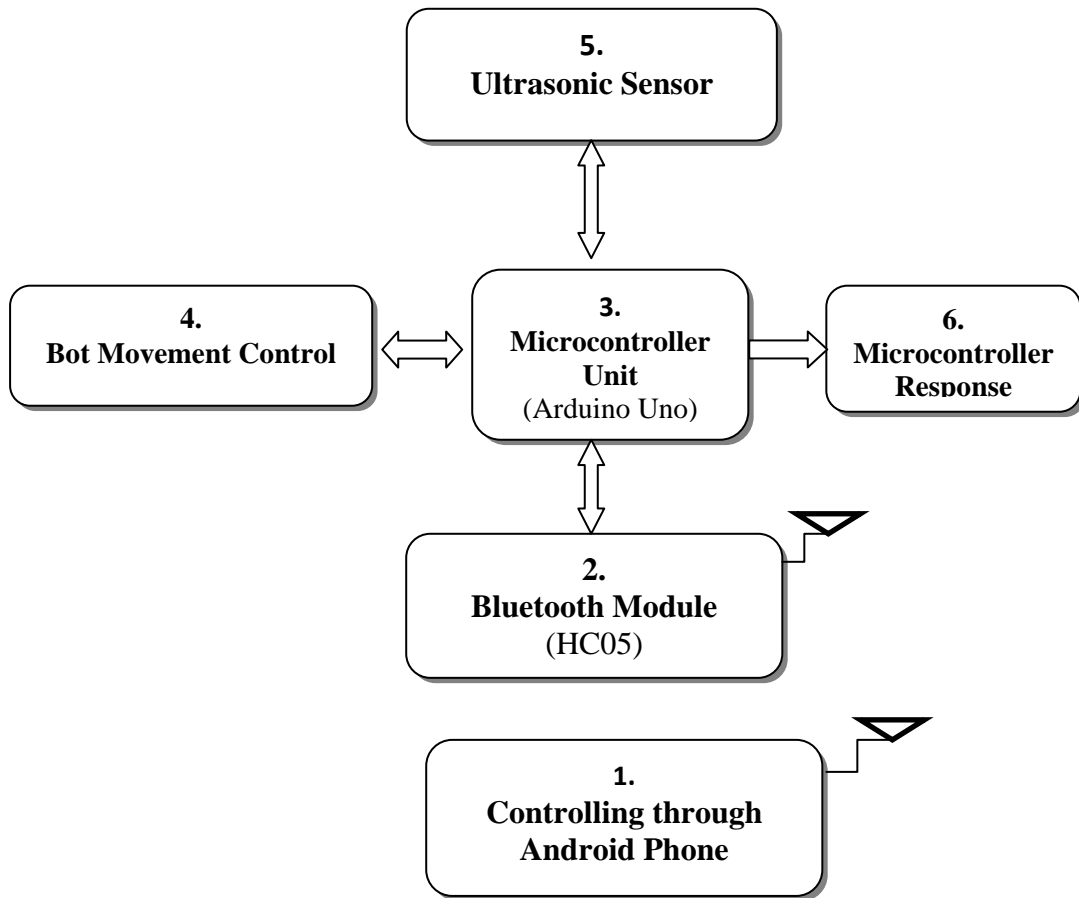 5.
Ultrasonic Sensor
4.
Bot Movement Control
3.
Microcontroller
Unit
(Arduino Uno)
6.
Microcontroller
Response
2.
Bluetooth Module
(HC05)
1.
Controlling through
Android Phone